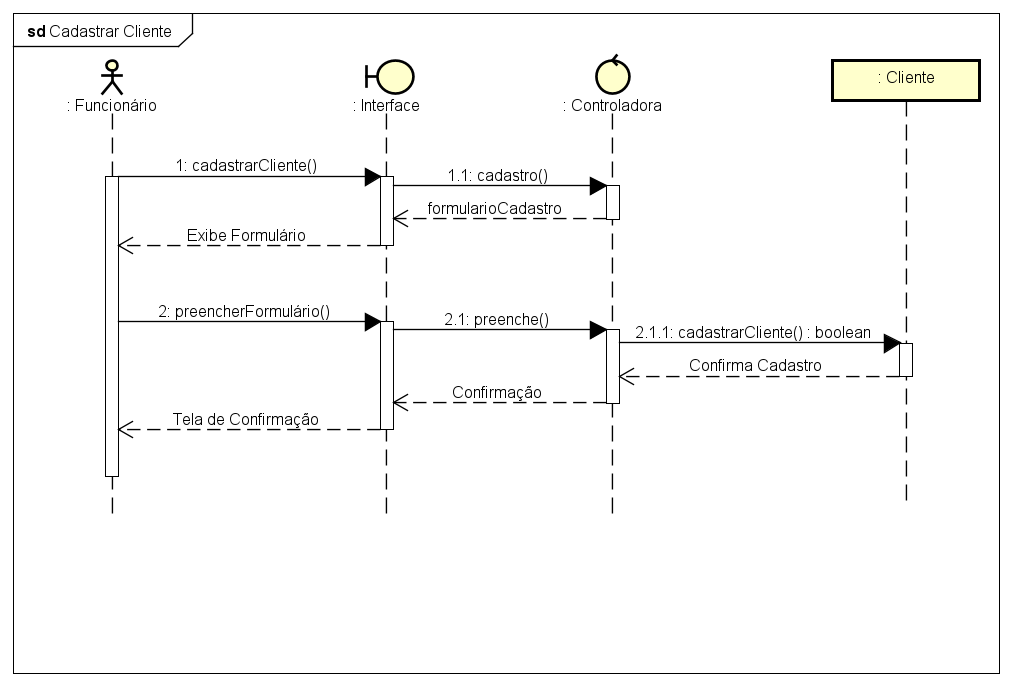 sd Cadastrar Cliente
: Funcionário
: Interface
: Controladora
: Cliente
1: cadastrarCliente()
1.1: cadastro()
formularioCadastro
Exibe Formulário
2: preencherFormulário()
2.1: preenche()
2.1.1: cadastrarCliente() : boolean
Confirma Cadastro
Confirmação
Tela de Confirmação